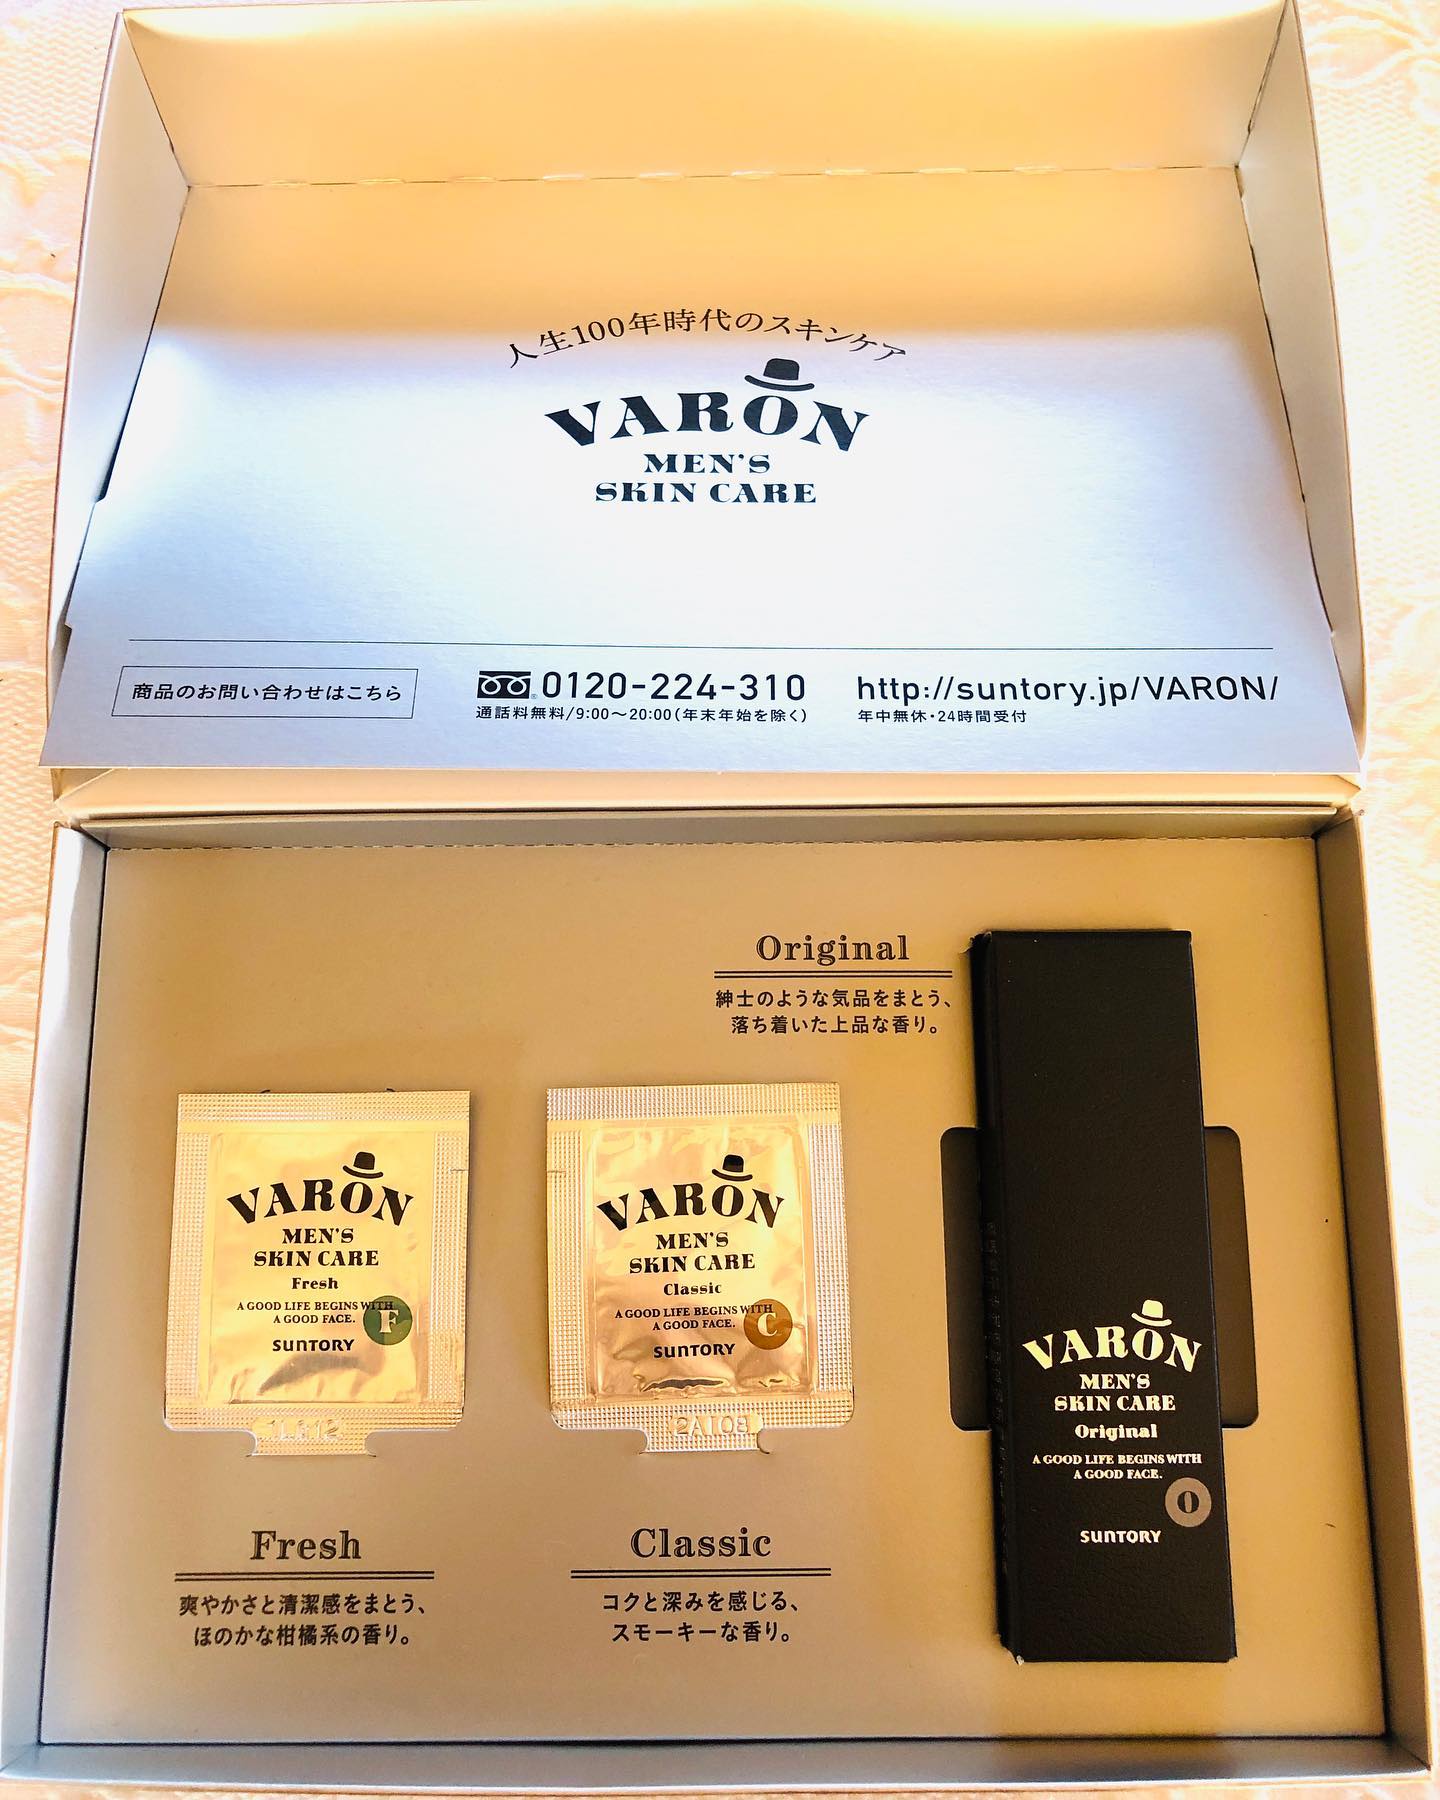 人生100年時代のスキンケア
VARON
MEN'S
SKIN CARE
商品のお問い合わせはこちら
0120-224-310
通話料無料/9:00〜20:00(年末年始を除く)
http://suntory.jp/VARON/
年中無休・24時間受付
Original
紳士のような気品をまとう、
落ち着いた上品な香り。
VARON
MEN'S
SKIN CARE
Fresh
A GOOD LIFE BEGINS WITH
A GOOD FACE.
F
SUNTORY
VARON
MEN'S
SKIN CARE
Classic
A GOOD LIFE BEGINS WITH
A GOOD FACE.
C
SUNTORY
2A108
VARON
MEN'S
SKIN CARE
Original
A GOOD LIFE BEGINS WITH
A GOOD FACE.
O
SUNTORY
Fresh
爽やかさと清潔感をまとう、
ほのかな柑橘系の香り。
Classic
コクと深みを感じる、
スモーキーな香り。